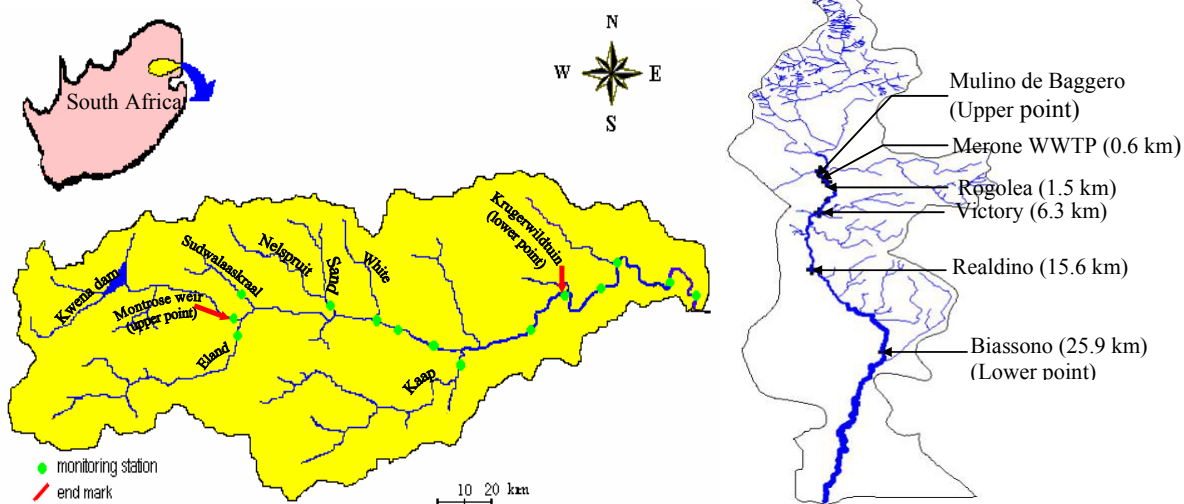 South Africa
N
W E
S
Kwena dam
Montrose weir
(upper point)
Sudwalaaskraal
Nelspruit
Sand
White
Krugerwildtuin
(lower point)
Eland
Kaap
monitoring station
end mark
10 20 km
Mulino de Baggero
(Upper point)
Merone WWTP (0.6 km)
Rogolea (1.5 km)
Victory (6.3 km)
Realdino (15.6 km)
Biassono (25.9 km)
(Lower point)